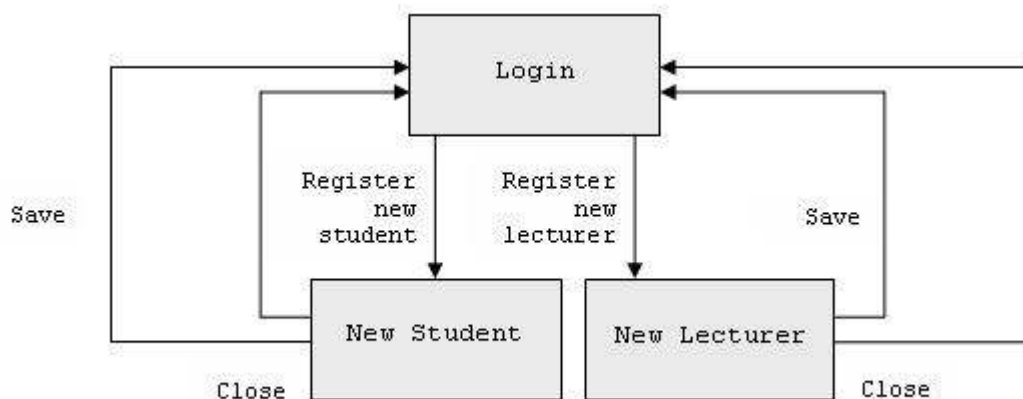 Login
Register
new
student
Register
new
lecturer
Save
Save
New Student
New Lecturer
Close
Close